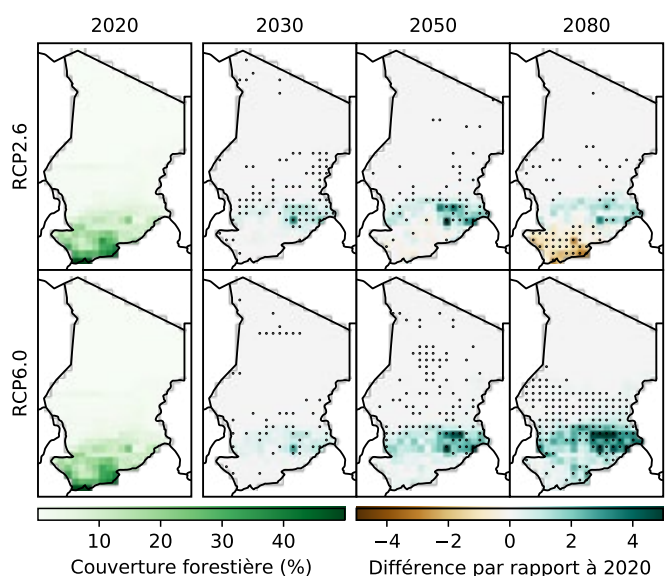 2020 2030 2050 2080
RCP2.6
RCP6.0
10 20 30 40
Couverture forestière (%)
−4 −2 0 2 4
Différence par rapport à 2020